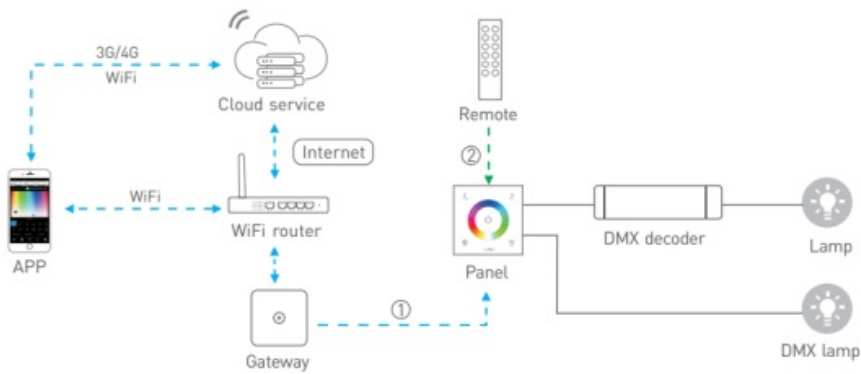 3G/4G
WiFi
Cloud service
Remote
Internet
②
WiFi
WiFi router
DMX decoder
Lamp
APP
Panel
①
Gateway
DMX lamp